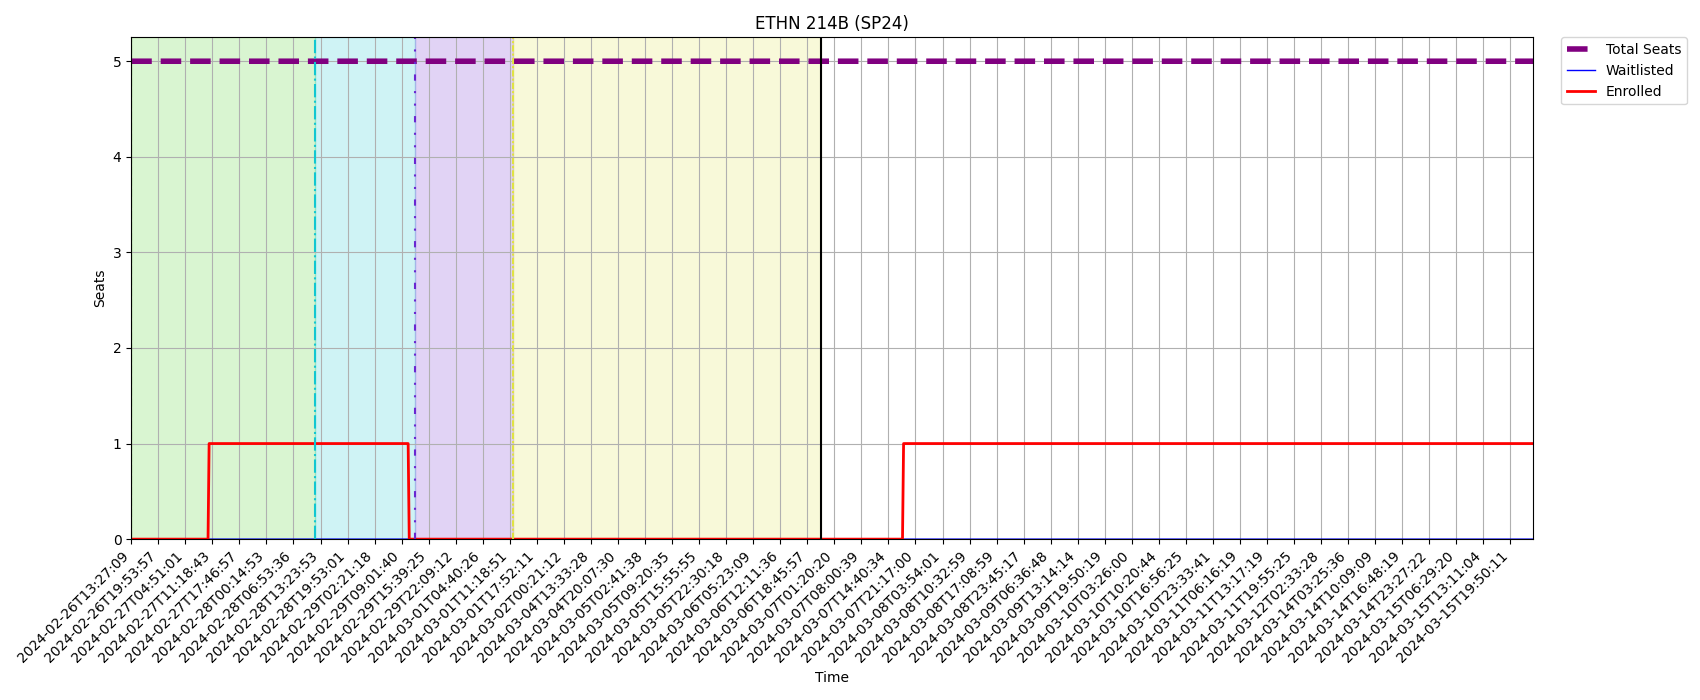 ETHN 214B (SP24)
Total Seats
Waitlisted
Enrolled
Seats
5
4
3
2
1
0
2024-02-26T13:27:09
2024-02-26T19:53:57
2024-02-27T04:51:01
2024-02-27T11:18:43
2024-02-27T17:46:57
2024-02-28T00:14:53
2024-02-28T06:53:36
2024-02-28T13:23:53
2024-02-28T19:53:01
2024-02-29T02:21:18
2024-02-29T09:01:40
2024-02-29T15:39:25
2024-02-29T22:09:12
2024-03-01T04:40:26
2024-03-01T11:18:51
2024-03-01T17:52:11
2024-03-02T00:21:12
2024-03-04T13:33:28
2024-03-04T20:07:30
2024-03-05T02:41:38
2024-03-05T09:20:35
2024-03-05T15:55:55
2024-03-05T22:30:18
2024-03-06T05:23:09
2024-03-06T12:11:36
2024-03-06T18:45:57
2024-03-07T01:20:20
2024-03-07T08:00:39
2024-03-07T14:40:34
2024-03-07T21:17:00
2024-03-08T03:54:01
2024-03-08T10:32:59
2024-03-08T17:08:59
2024-03-08T23:45:17
2024-03-09T06:36:48
2024-03-09T13:14:14
2024-03-09T19:50:19
2024-03-10T03:26:00
2024-03-10T10:20:44
2024-03-10T16:56:25
2024-03-10T23:33:41
2024-03-11T06:16:19
2024-03-11T13:17:19
2024-03-11T19:55:25
2024-03-12T02:33:28
2024-03-14T03:25:36
2024-03-14T10:09:09
2024-03-14T16:48:19
2024-03-14T23:27:22
2024-03-15T06:29:20
2024-03-15T13:11:04
2024-03-15T19:50:11
Time